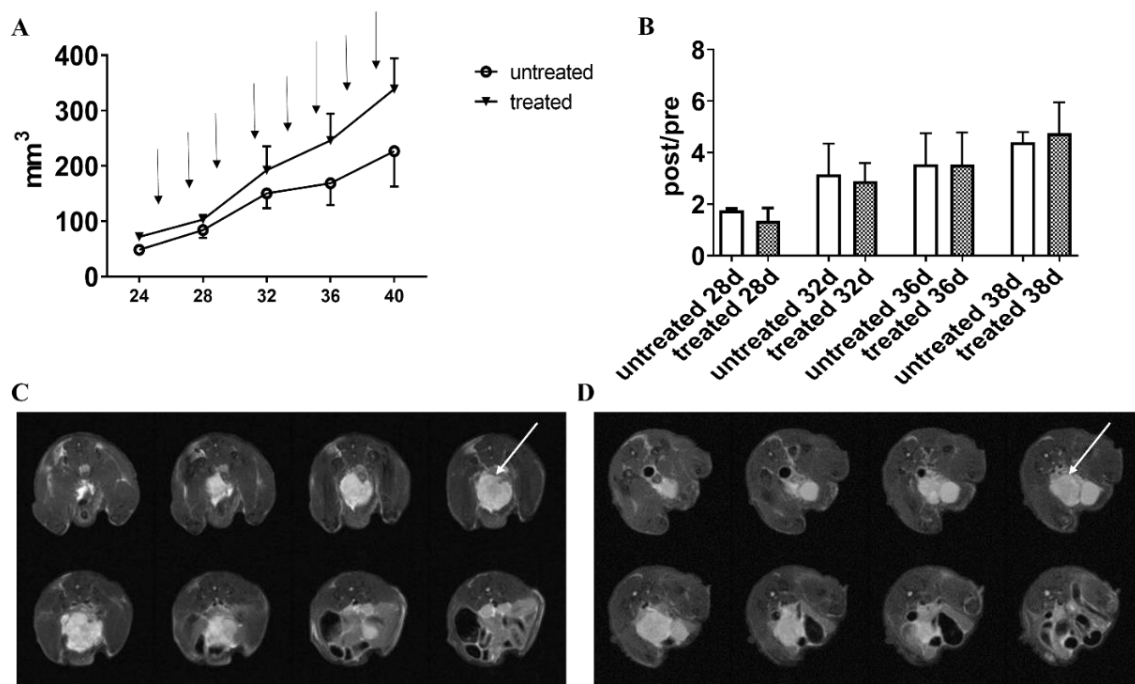 A
400
300
200
100
0
mm³
24 28 32 36 40
untreated
treated
B
8
6
4
2
0
post/pre
untreated 28d
treated 28d
untreated 32d
treated 32d
untreated 36d
treated 36d
untreated 38d
treated 38d
C
D